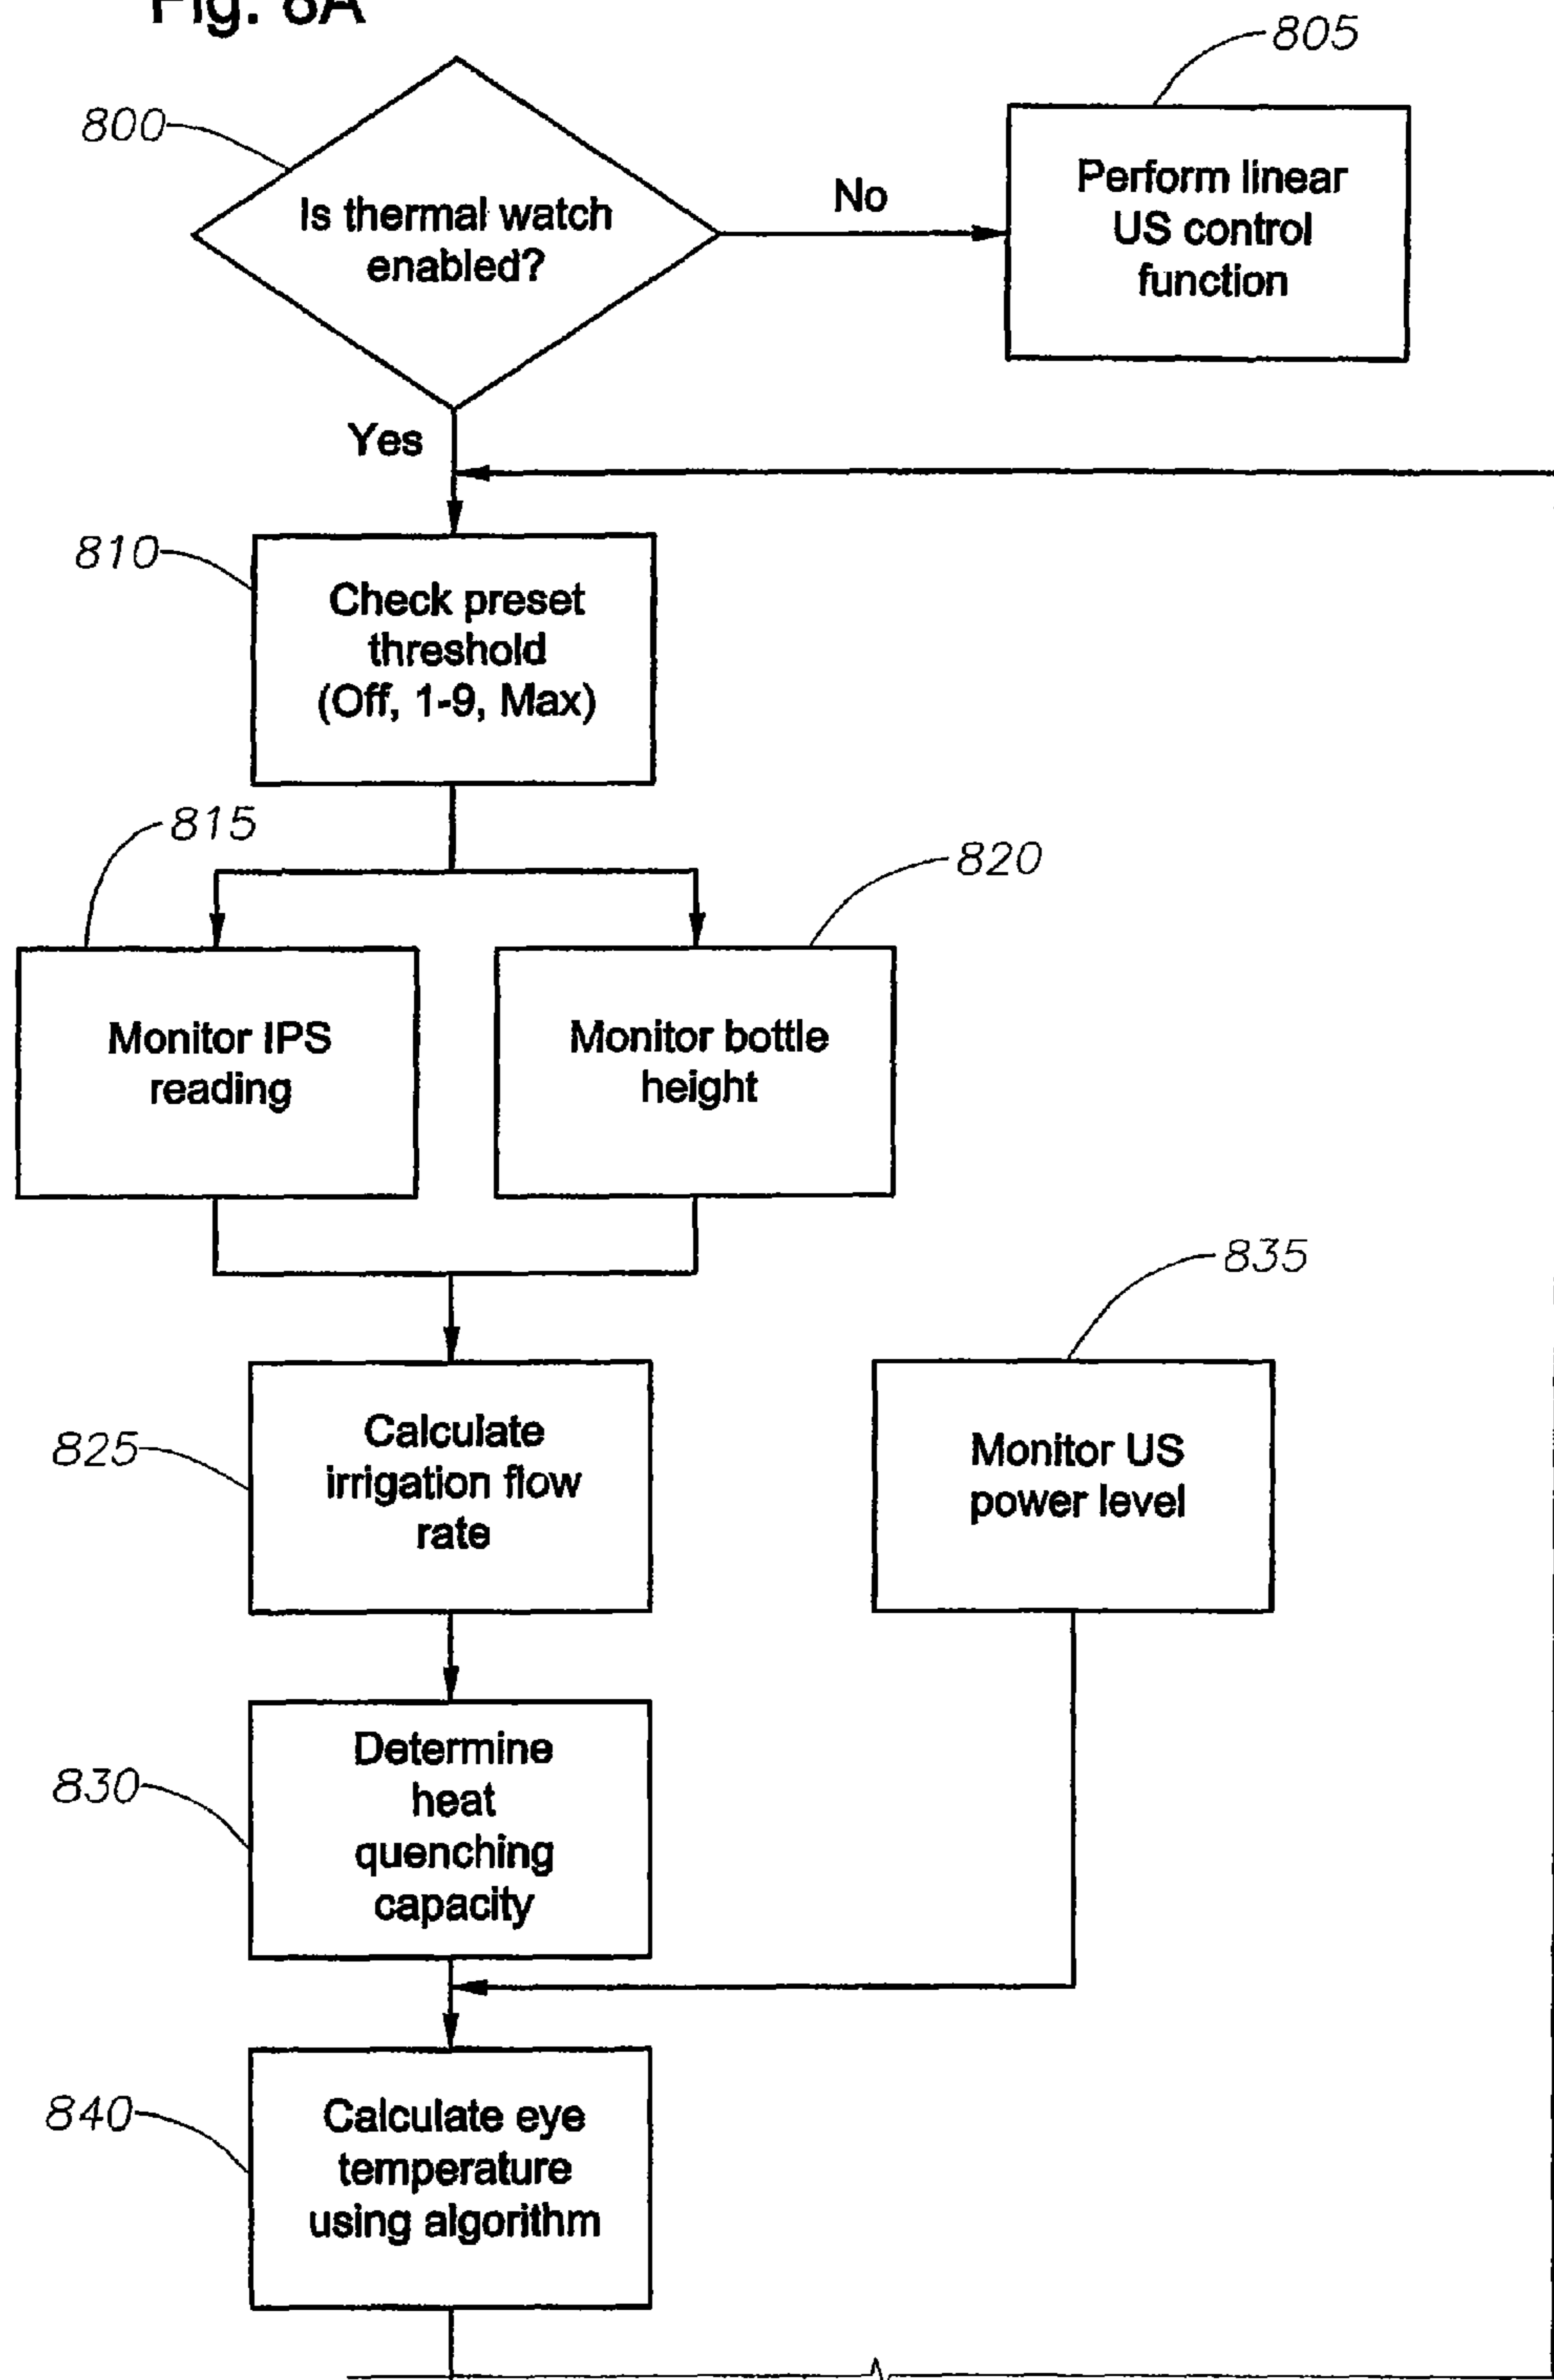 Fig. 8A
805
800
Is thermal watch
enabled?
No
Perform linear
US control
function
Yes
810
Check preset
threshold
(Off, 1-9, Max)
815
820
Monitor IPS
reading
Monitor bottle
height
835
825
Calculate
irrigation flow
rate
Monitor US
power level
830
Determine
heat
quenching
capacity
840
Calculate eye
temperature
using algorithm